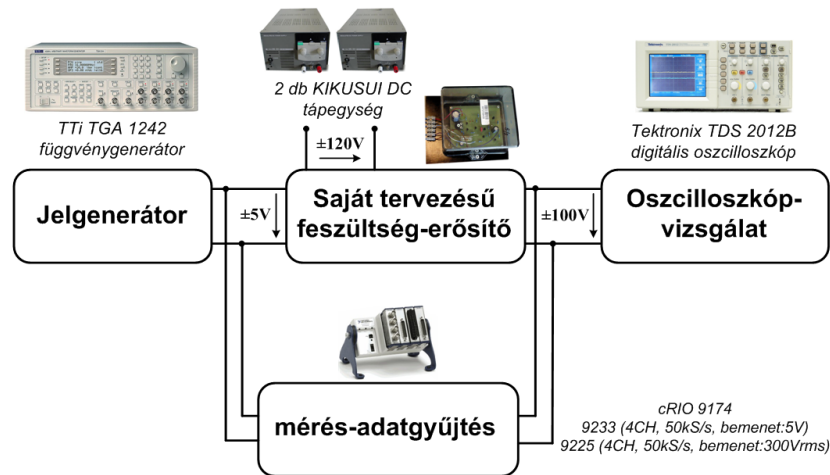 2 db KIKUSUI DC
tápegység
TTi TGA 1242
függvénygenerátor
Tektronix TDS 2012B
digitális oszcilloszkóp
±120V
Jelgenerátor
±5V
Saját tervezésű
feszültség-erősítő
±100V
Oszcilloszkóp-
vizsgálat
mérés-adatgyűjtés
cRIO 9174
9233 (4CH, 50kS/s, bemenet:5V)
9225 (4CH, 50kS/s, bemenet:300Vrms)